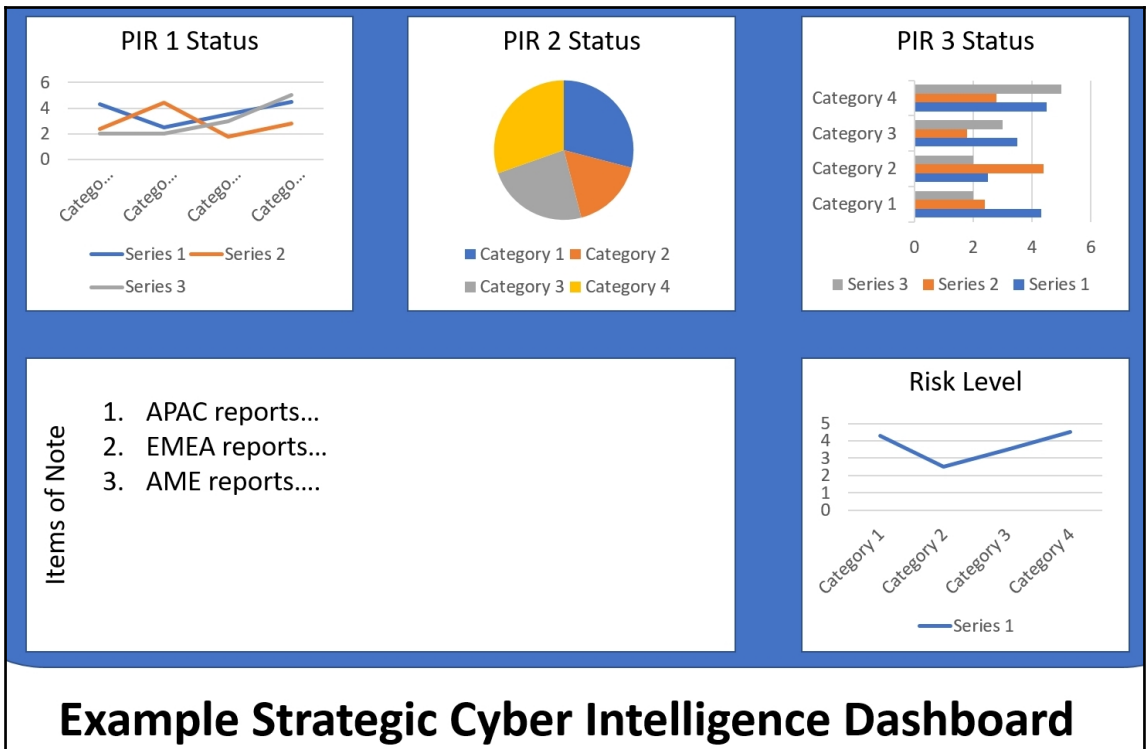 PIR 1 Status
6
4
2
0
Catego...
Catego...
Catego...
Catego...
Series 1
Series 2
Series 3
PIR 2 Status
Category 1
Category 2
Category 3
Category 4
PIR 3 Status
Category 4
Category 3
Category 2
Category 1
0 2 4 6
Series 3
Series 2
Series 1
Items of Note
1. APAC reports...
2. EMEA reports...
3. AME reports....
Risk Level
5
4
3
2
1
0
Category 1
Category 2
Category 3
Category 4
Series 1
Example Strategic Cyber Intelligence Dashboard